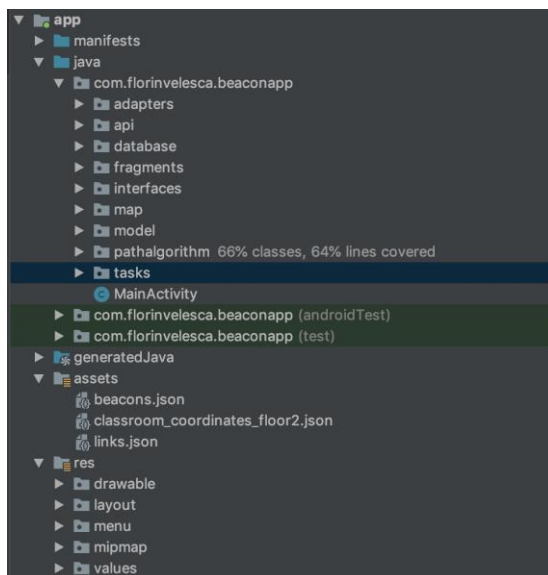 app
manifests
java
com.florinvelesca.beaconapp
adapters
api
database
fragments
interfaces
map
model
pathalgorithm 66% classes, 64% lines covered
tasks
MainActivity
com.florinvelesca.beaconapp (androidTest)
com.florinvelesca.beaconapp (test)
generatedJava
assets
beacons.json
classroom_coordinates_floor2.json
links.json
res
drawable
layout
menu
mipmap
values